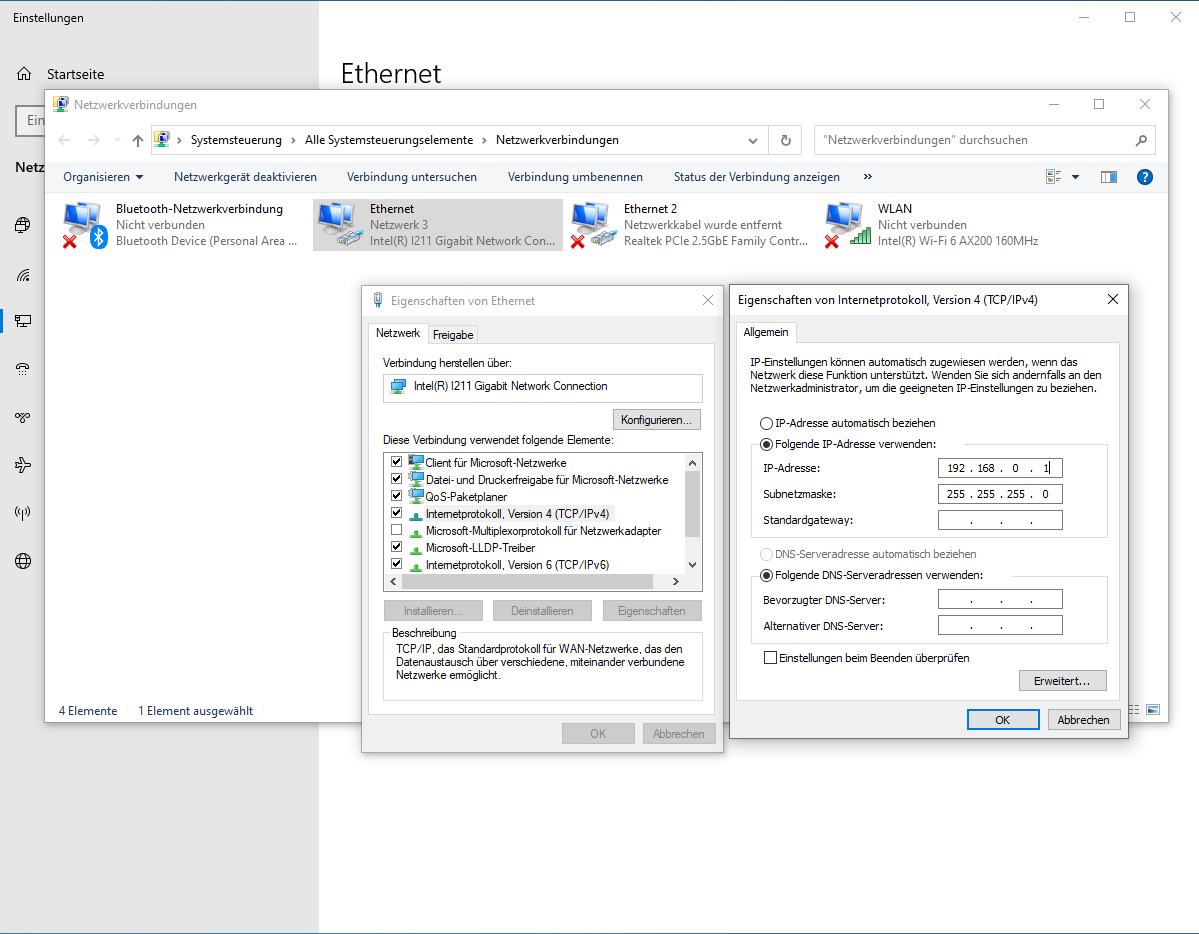 Einstellungen
Startseite
Ethernet
Netzwerkverbindungen
Ein
Systemsteuerung
Alle Systemsteuerungselemente
Netzwerkverbindungen
"Netzwerkverbindungen" durchsuchen
Netz
Organisieren
Netzwerkgerät deaktivieren
Verbindung untersuchen
Verbindung umbenennen
Status der Verbindung anzeigen
»
Bluetooth-Netzwerkverbindung
Nicht verbunden
Bluetooth Device (Personal Area ...
Ethernet
Netzwerk 3
Intel(R) I211 Gigabit Network Con...
Ethernet 2
Netzwerkkabel wurde entfernt
Realtek PCIe 2.5GbE Family Contr...
WLAN
Nicht verbunden
Intel(R) Wi-Fi 6 AX200 160MHz
Eigenschaften von Ethernet
Netzwerk
Freigabe
Verbindung herstellen über:
Intel(R) I211 Gigabit Network Connection
Konfigurieren...
Diese Verbindung verwendet folgende Elemente:
Client für Microsoft-Netzwerke
Datei- und Druckerfreigabe für Microsoft-Netzwerke
QoS-Paketplaner
Internetprotokoll, Version 4 (TCP/IPv4)
Microsoft-Multiplexorprotokoll für Netzwerkadapter
Microsoft-LLDP-Treiber
Internetprotokoll, Version 6 (TCP/IPv6)
Installieren...
Deinstallieren
Eigenschaften
Beschreibung
TCP/IP, das Standardprotokoll für WAN-Netzwerke, das den
Datenaustausch über verschiedene, miteinander verbundene
Netzwerke ermöglicht.
OK
Abbrechen
Eigenschaften von Internetprotokoll, Version 4 (TCP/IPv4)
Allgemein
IP-Einstellungen können automatisch zugewiesen werden, wenn das
Netzwerk diese Funktion unterstützt. Wenden Sie sich andernfalls an den
Netzwerkadministrator, um die geeigneten IP-Einstellungen zu beziehen.
IP-Adresse automatisch beziehen
Folgende IP-Adresse verwenden:
IP-Adresse:
192 . 168 . 0 . 1
Subnetzmaske:
255 . 255 . 255 . 0
Standardgateway:
. . .
DNS-Serveradresse automatisch beziehen
Folgende DNS-Serveradressen verwenden:
Bevorzugter DNS-Server:
. . .
Alternativer DNS-Server:
. . .
Einstellungen beim Beenden überprüfen
Erweitert...
OK
Abbrechen
4 Elemente
1 Element ausgewählt